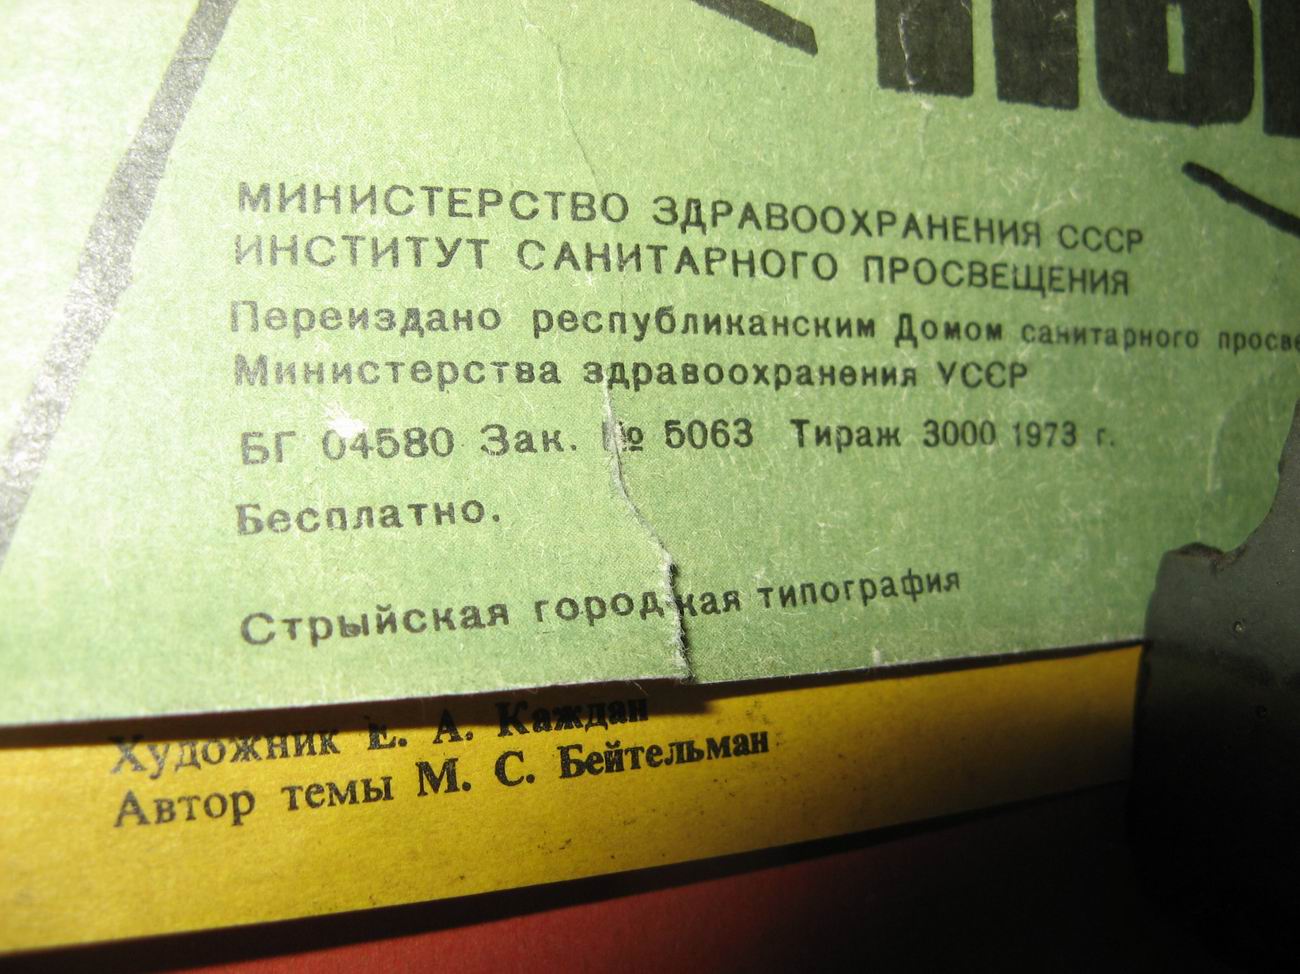 МИНИСТЕРСТВО ЗДРАВООХРАНЕНИЯ СССР
ИНСТИТУТ САНИТАРНОГО ПРОСВЕЩЕНИЯ
Переиздано республиканским Домом санитарного просве
Министерства здравоохранения УССР
БГ 04580 Зак. № 5063 Тираж 3000 1973 г.
Бесплатно.
Стрыйская городская типография
Художник Е. А. Каждан
Автор темы М. С. Бейтельман